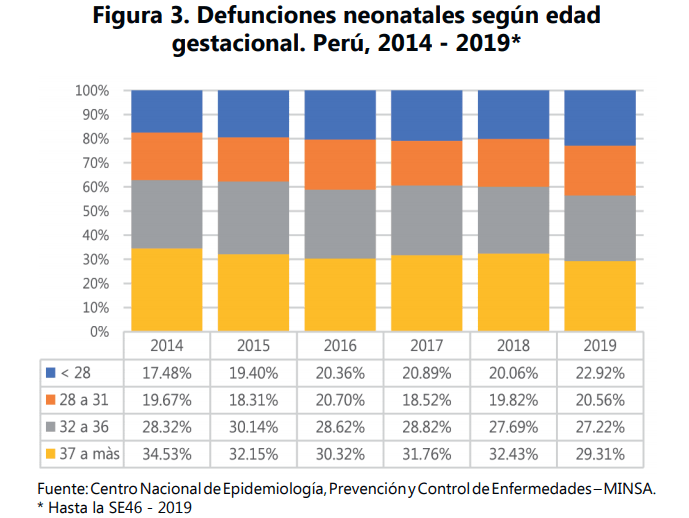 Figura 3. Defunciones neonatales según edad
gestacional. Perú, 2014 - 2019*
100%
90%
80%
70%
60%
50%
40%
30%
20%
10%
0%
2014 2015 2016 2017 2018 2019
< 28 17.48% 19.40% 20.36% 20.89% 20.06% 22.92%
28 a 31 19.67% 18.31% 20.70% 18.52% 19.82% 20.56%
32 a 36 28.32% 30.14% 28.62% 28.82% 27.69% 27.22%
37 a màs 34.53% 32.15% 30.32% 31.76% 32.43% 29.31%
Fuente: Centro Nacional de Epidemiología, Prevención y Control de Enfermedades – MINSA.
* Hasta la SE46 - 2019